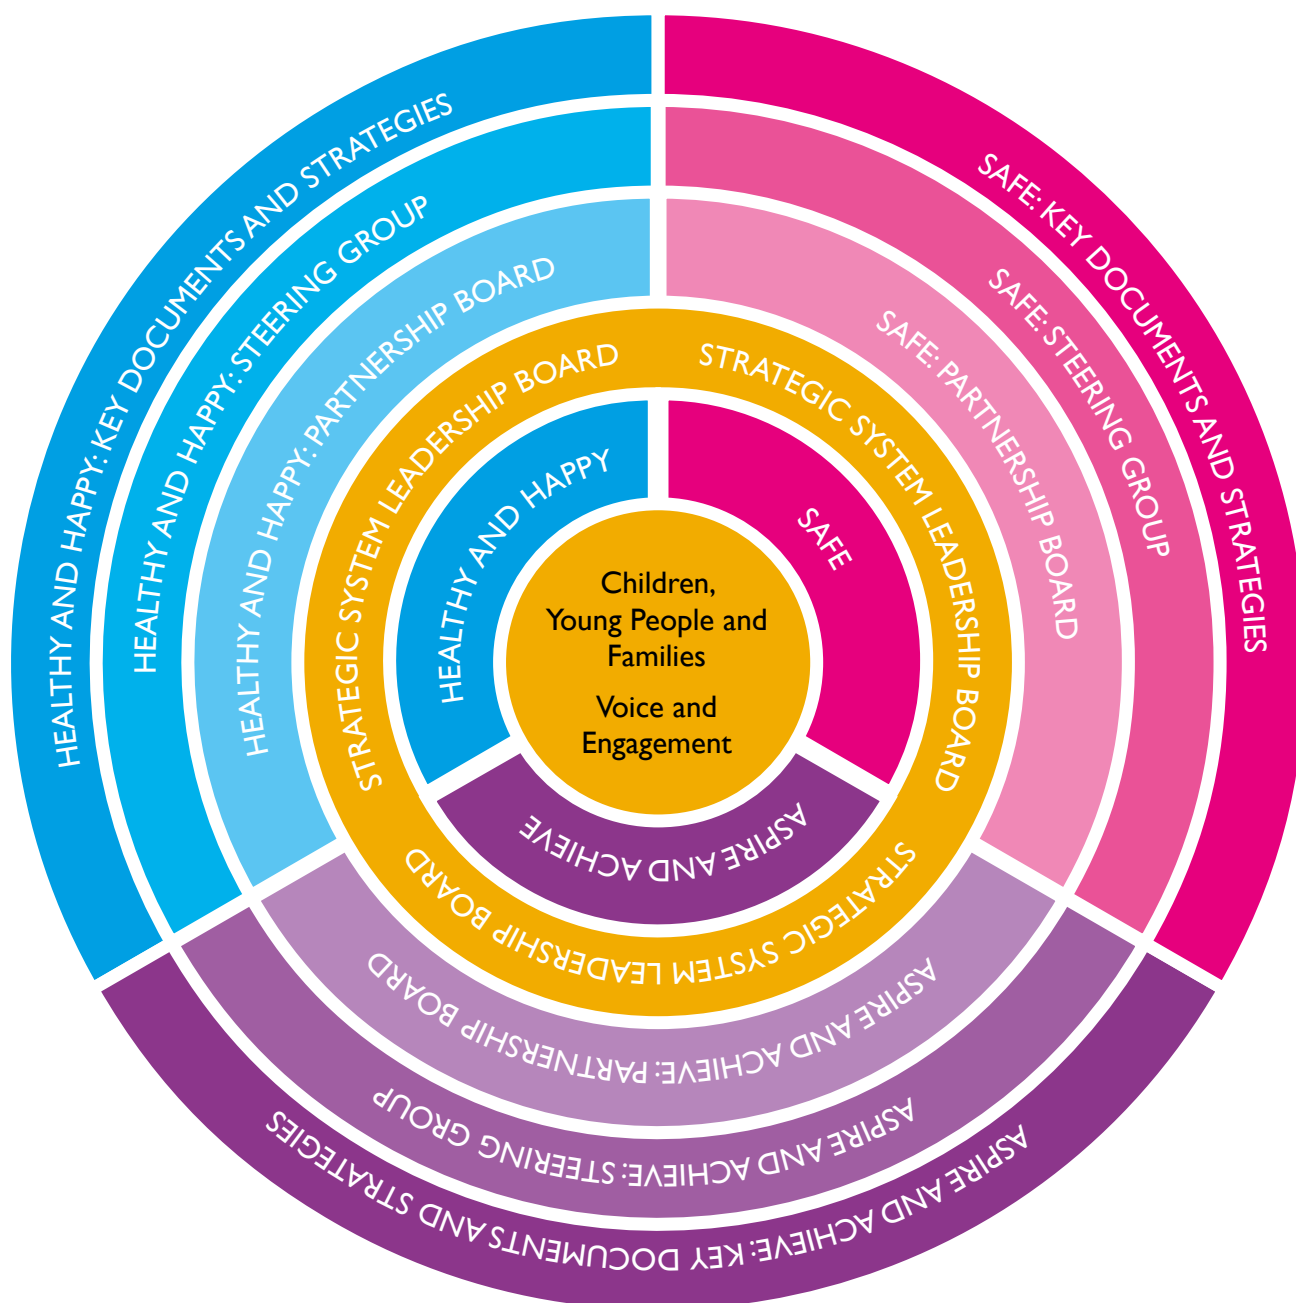 HEALTHY AND HAPPY: KEY DOCUMENTS AND STRATEGIES
HEALTHY AND HAPPY: STEERING GROUP
HEALTHY AND HAPPY: PARTNERSHIP BOARD
STRATEGIC SYSTEM LEADERSHIP BOARD
HEALTHY AND HAPPY
SAFE: KEY DOCUMENTS AND STRATEGIES
SAFE: STEERING GROUP
SAFE: PARTNERSHIP BOARD
STRATEGIC SYSTEM LEADERSHIP BOARD
SAFE
Children,
Young People and
Families
Voice and
Engagement
ASPIRE AND ACHIEVE
STRATEGIC SYSTEM LEADERSHIP BOARD
ASPIRE AND ACHIEVE: PARTNERSHIP BOARD
ASPIRE AND ACHIEVE: STEERING GROUP
ASPIRE AND ACHIEVE: KEY DOCUMENTS AND STRATEGIES